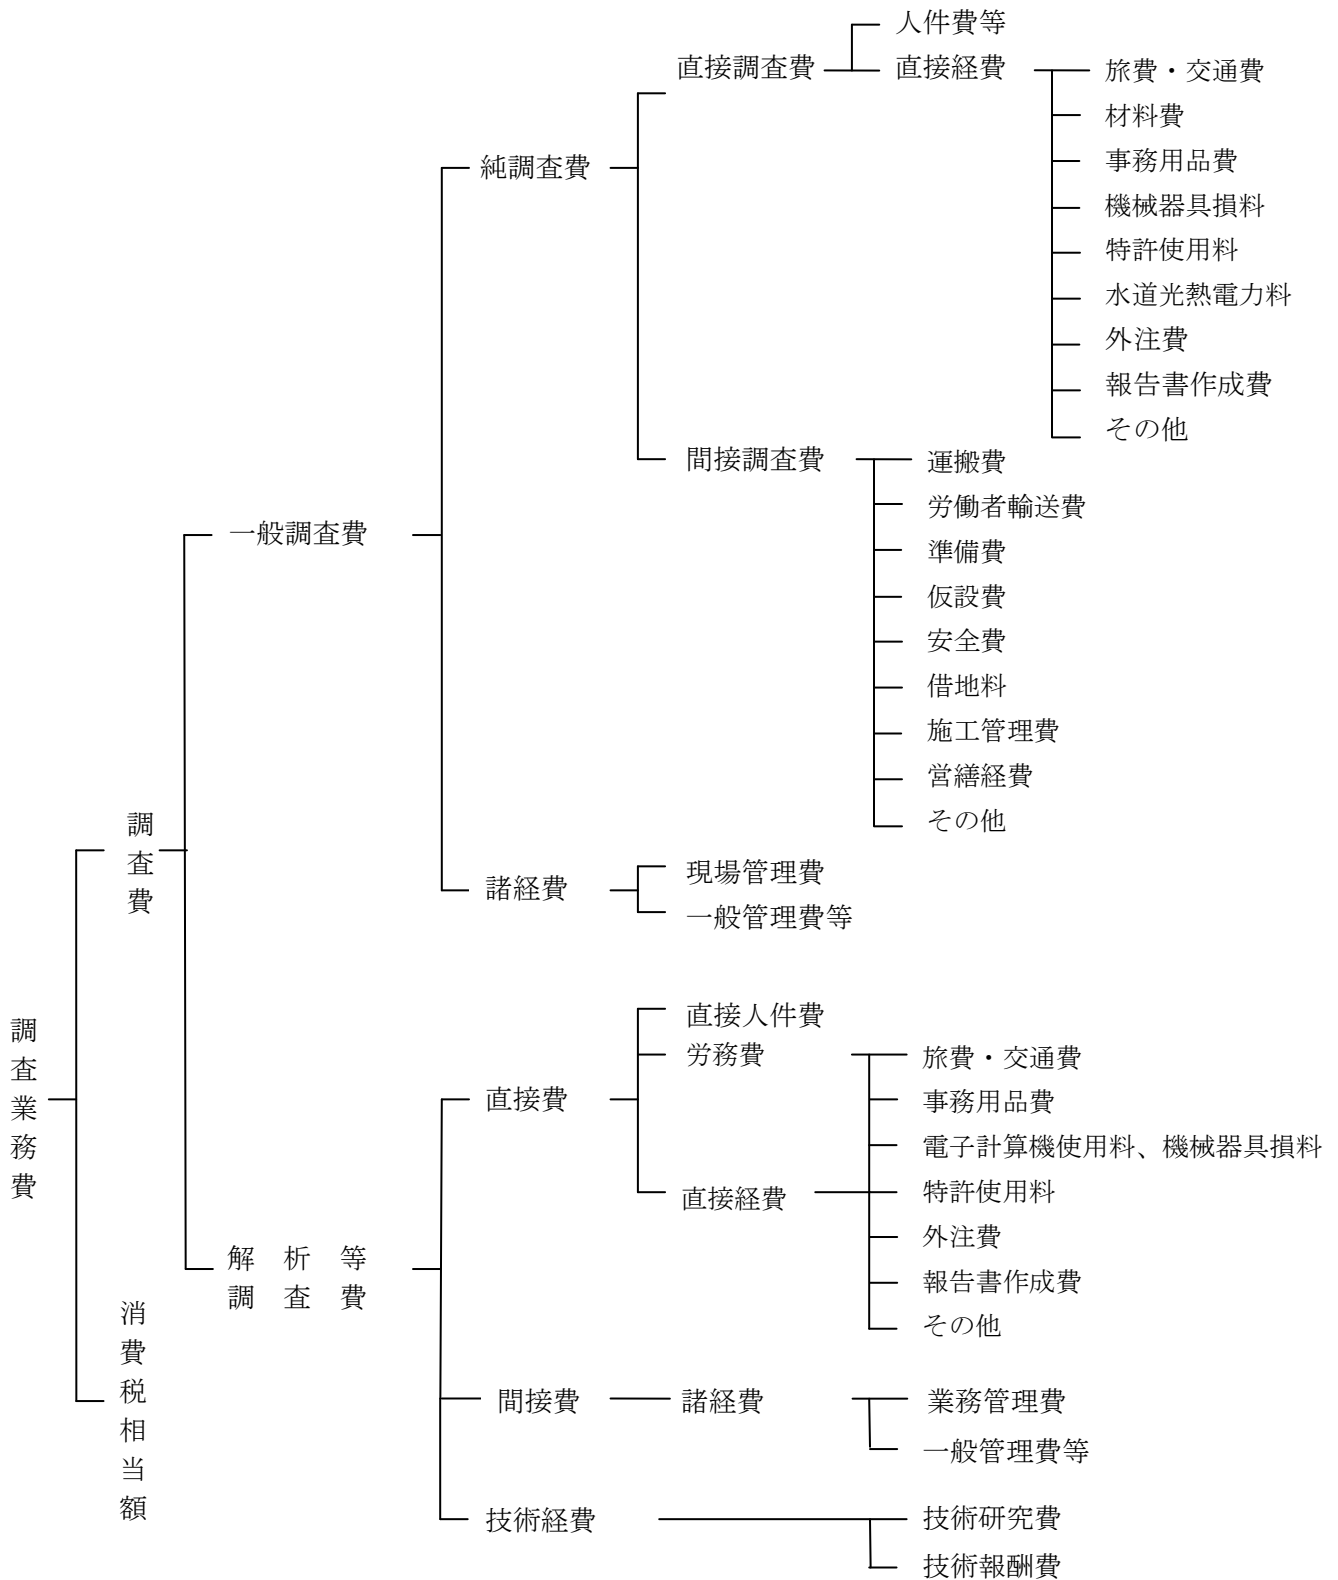 人件費等
直接調査費
直接経費
旅費・交通費
材料費
事務用品費
機械器具損料
特許使用料
水道光熱電力料
外注費
報告書作成費
その他
純調査費
間接調査費
運搬費
労働者輸送費
準備費
仮設費
安全費
借地料
施工管理費
営繕経費
その他
一般調査費
調査費
諸経費
現場管理費
一般管理費等
調査業務費
直接人件費
労務費
直接費
直接経費
旅費・交通費
事務用品費
電子計算機使用料、機械器具損料
特許使用料
外注費
報告書作成費
その他
解析等
調査費
消費税相当額
間接費
諸経費
業務管理費
一般管理費等
技術経費
技術研究費
技術報酬費